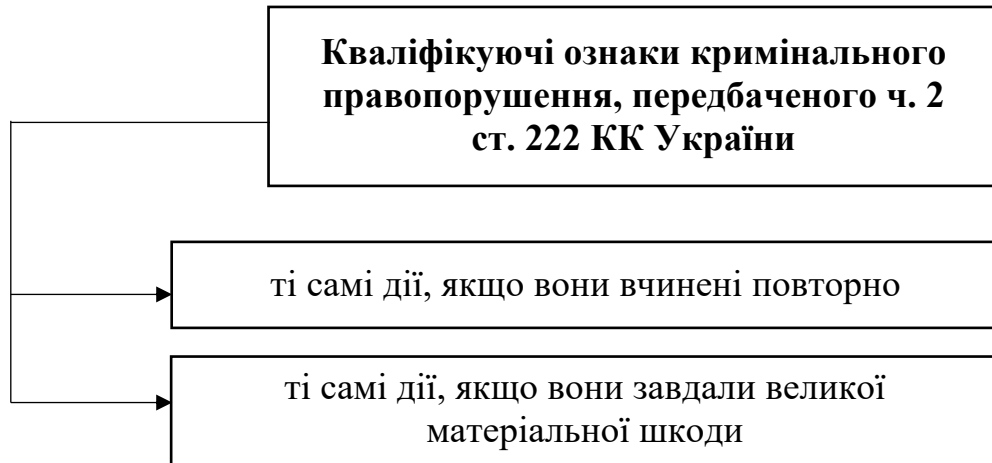 Кваліфікуючі ознаки кримінального
правопорушення, передбаченого ч. 2
ст. 222 КК України
ті самі дії, якщо вони вчинені повторно
ті самі дії, якщо вони завдали великої
матеріальної шкоди